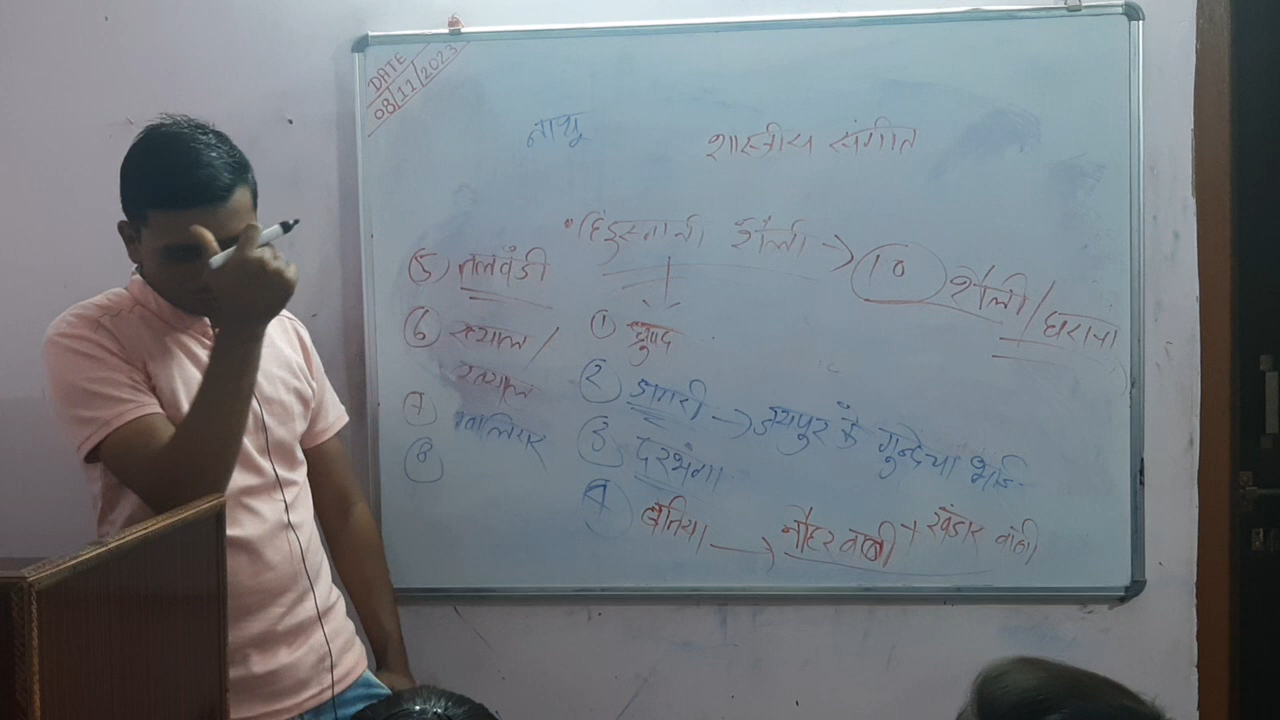 DATE
08/11/2023
शास्त्रीय संगीत
हिंदुस्तानी शैली → 10 शैली/घराना
① ध्रुपद
② डागरी → जयपुर के गुन्देचा भाई
③ दरभंगा
④ बेतिया → नौहरवाणी + खंडार वाणी
⑤ तलवंडी
⑥ ख्याल/
ख्याल
⑦ ग्वालियर
⑧